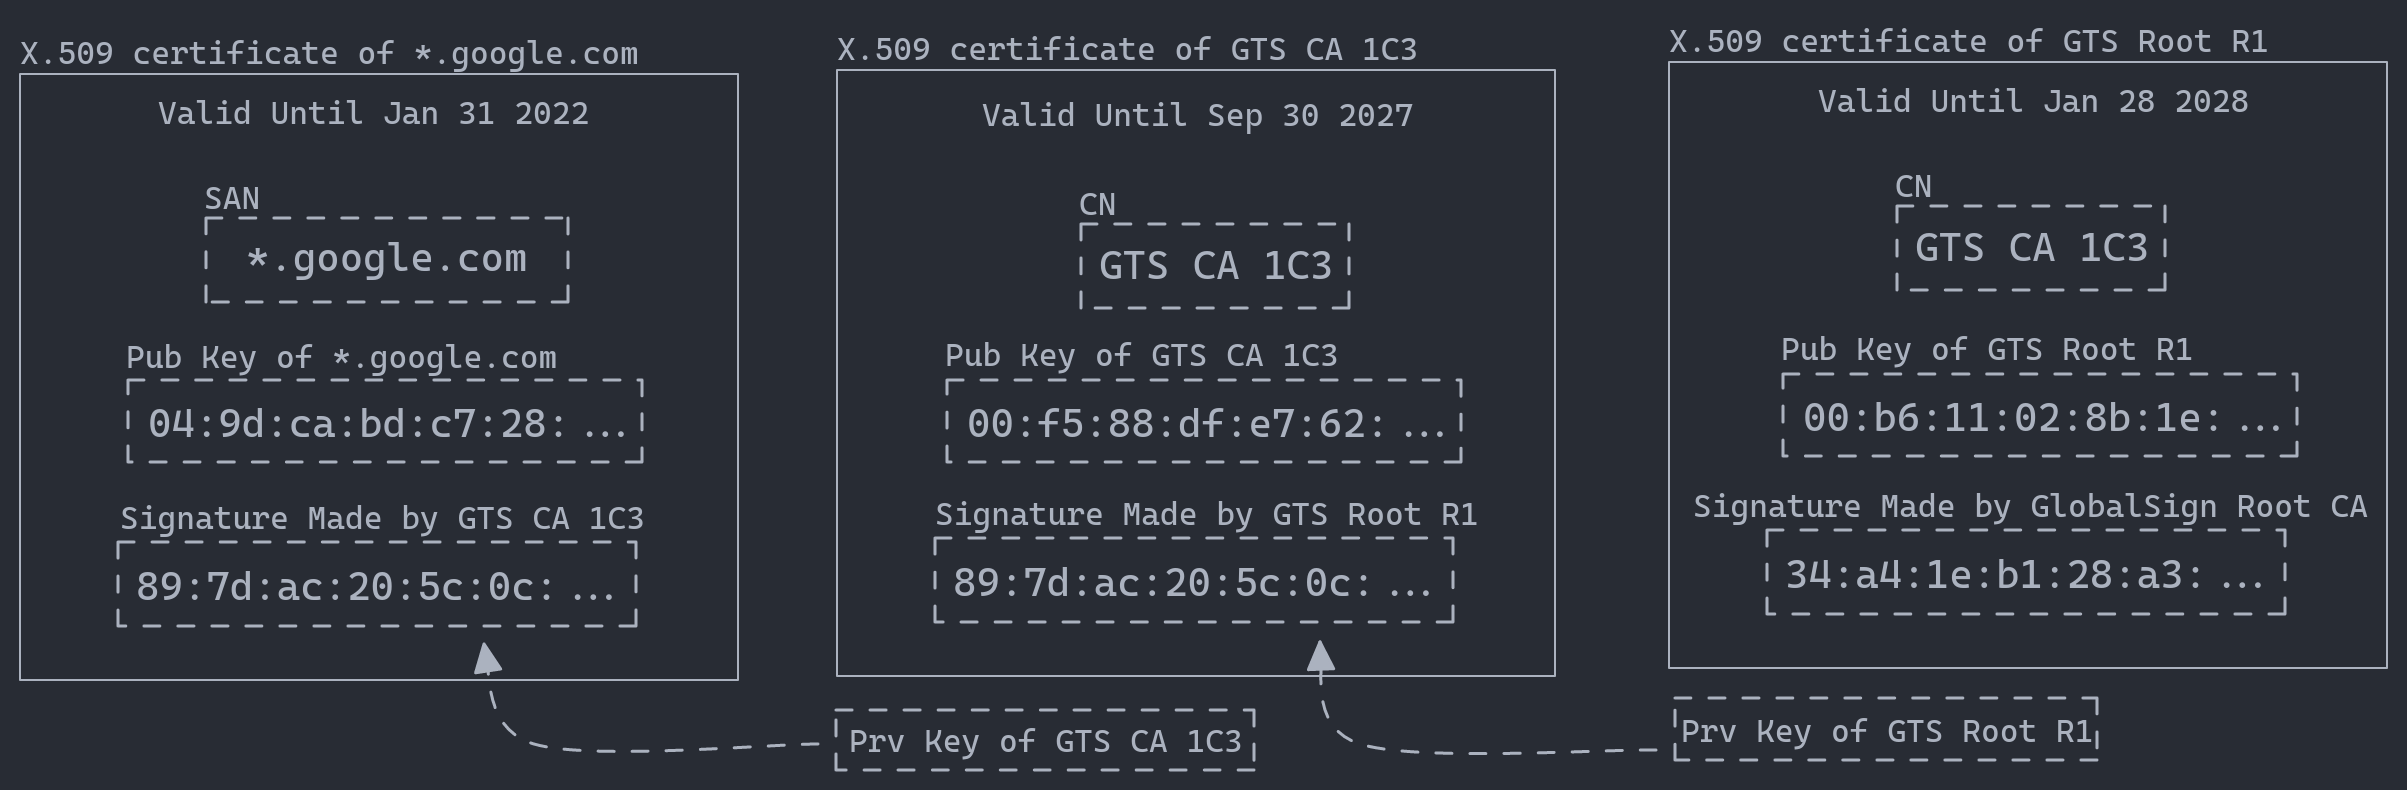 X.509 certificate of *.google.com
Valid Until Jan 31 2022
SAN
*.google.com
Pub Key of *.google.com
04:9d:ca:bd:c7:28: ...
Signature Made by GTS CA 1C3
89:7d:ac:20:5c:0c: ...
X.509 certificate of GTS CA 1C3
Valid Until Sep 30 2027
CN
GTS CA 1C3
Pub Key of GTS CA 1C3
00:f5:88:df:e7:62: ...
Signature Made by GTS Root R1
89:7d:ac:20:5c:0c: ...
Prv Key of GTS CA 1C3
X.509 certificate of GTS Root R1
Valid Until Jan 28 2028
CN
GTS CA 1C3
Pub Key of GTS Root R1
00:b6:11:02:8b:1e: ...
Signature Made by GlobalSign Root CA
34:a4:1e:b1:28:a3: ...
Prv Key of GTS Root R1